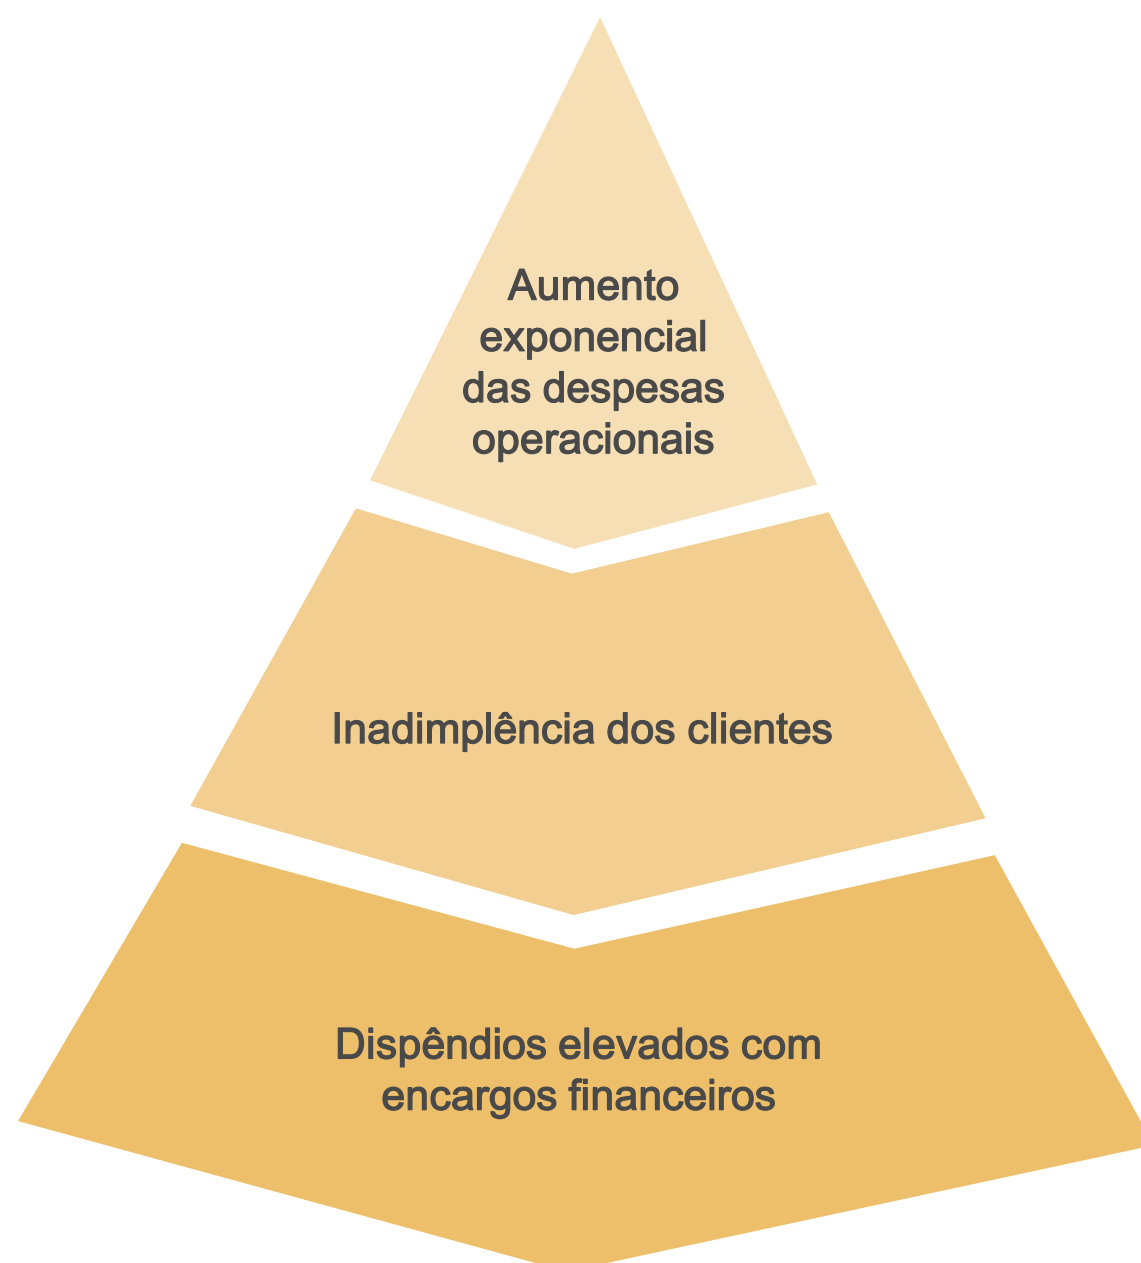 Aumento
exponencial
das despesas
operacionais
Inadimplência dos clientes
Dispêndios elevados com
encargos financeiros